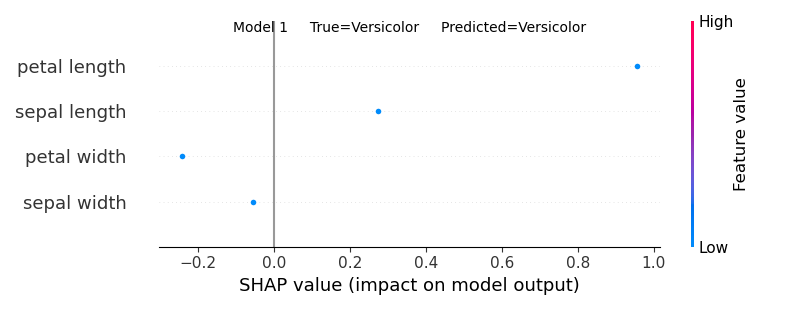 Model 1 True=Versicolor Predicted=Versicolor
High
petal length
sepal length
petal width
sepal width
Feature value
Low
−0.2 0.0 0.2 0.4 0.6 0.8 1.0
SHAP value (impact on model output)